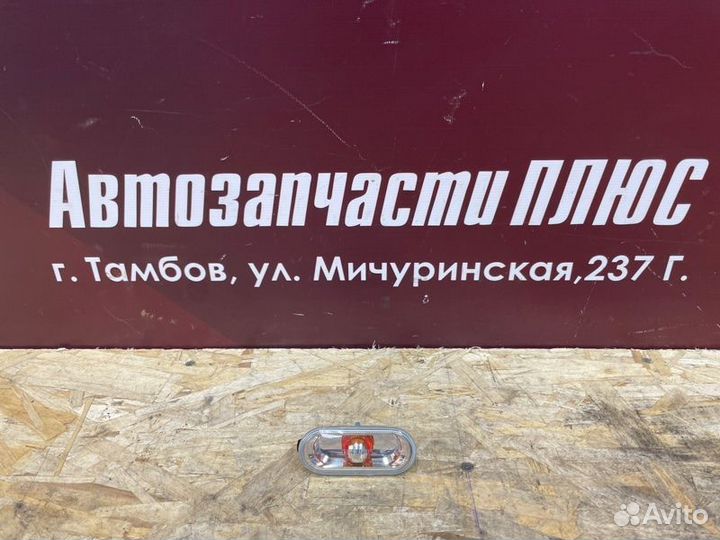 Автозапчасти ПЛЮС
г. Тамбов, ул. Мичуринская,237 Г.
Avito